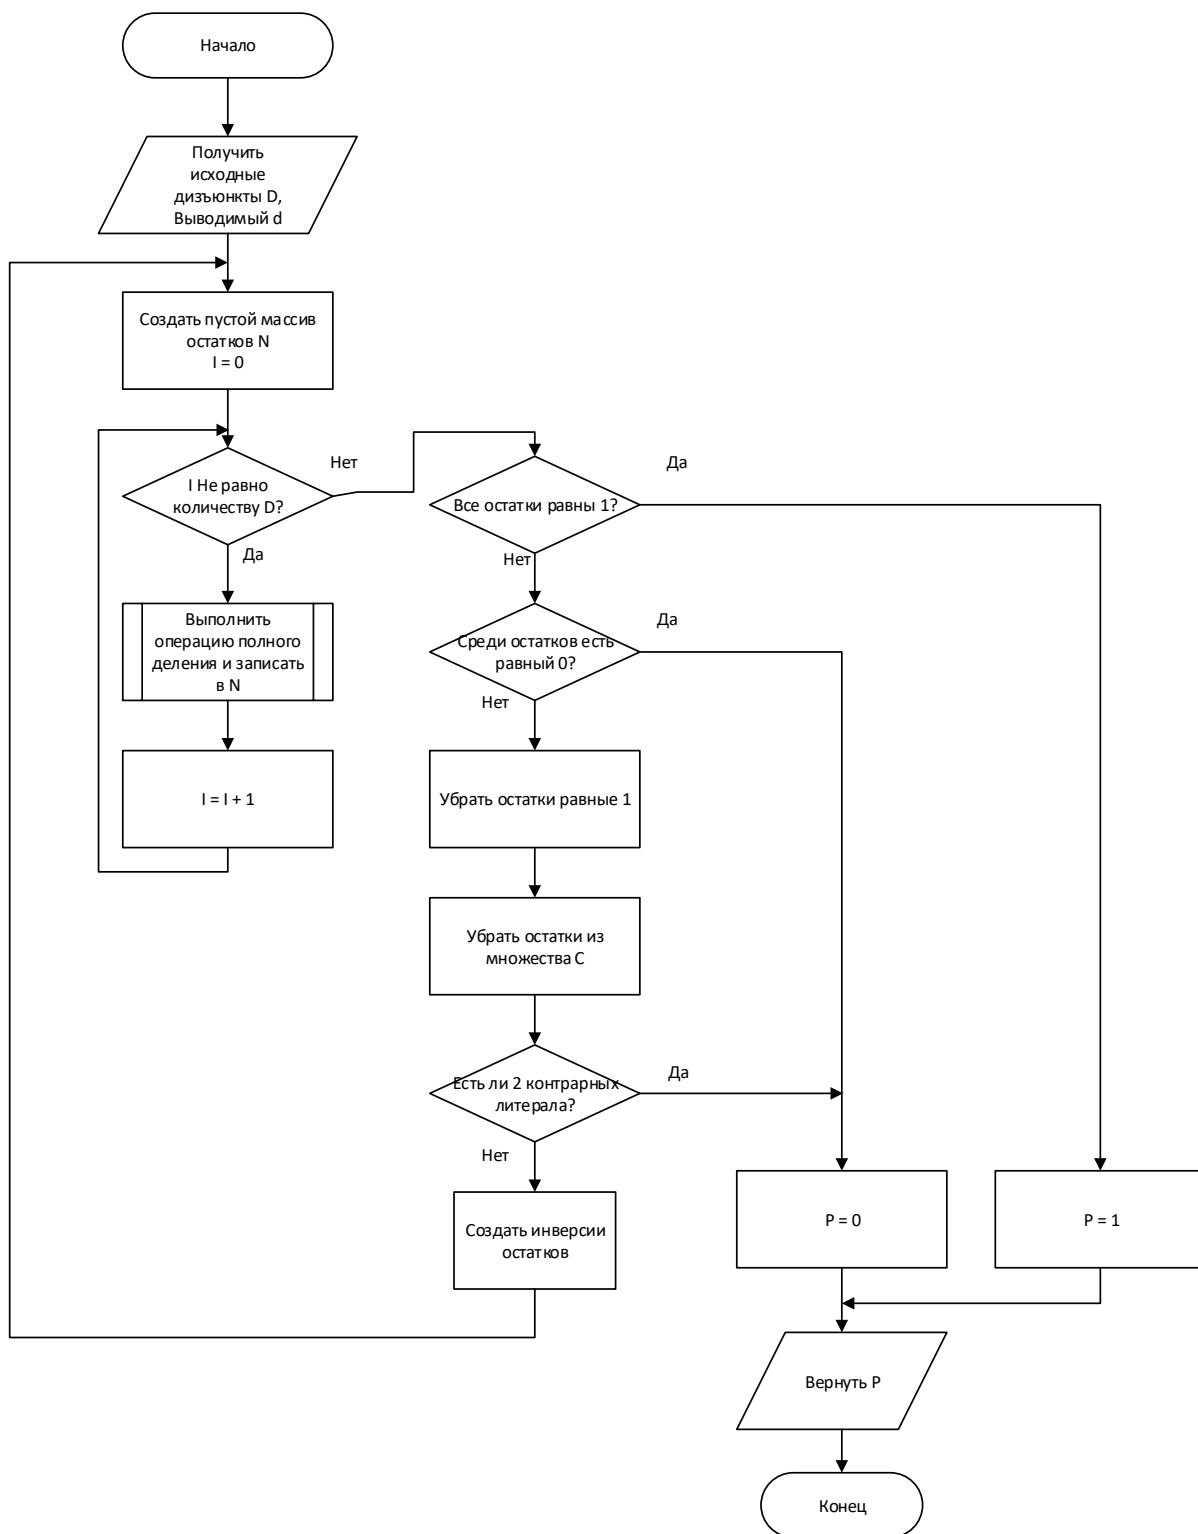 Начало
Получить
исходные
дизъюнкты D,
Выводимый d
Создать пустой массив
остатков N
I = 0
I Не равно
количеству D?
Нет
Да
Выполнить
операцию полного
деления и записать
в N
I = I + 1
Все остатки равны 1?
Да
Нет
Среди остатков есть
равный 0?
Да
Нет
Убрать остатки равные 1
Убрать остатки из
множества C
Есть ли 2 контрарных
литерала?
Да
Нет
Создать инверсии
остатков
P = 0
P = 1
Вернуть P
Конец